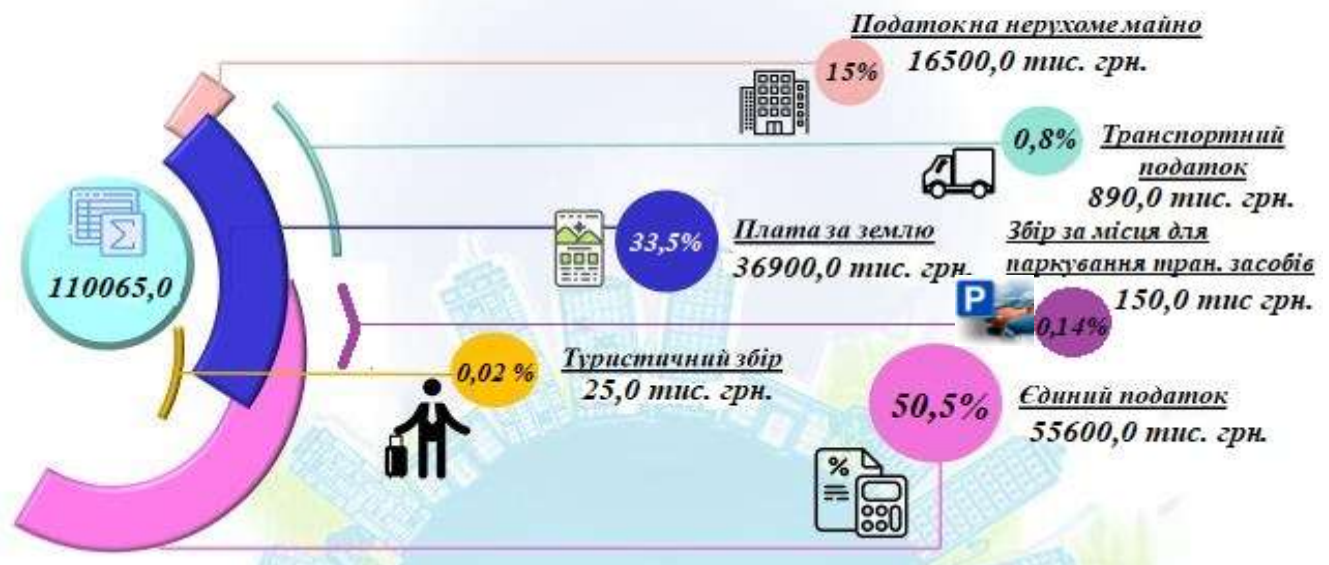 Податок на нерухоме майно
15%
16500,0 тис. грн.
0,8%
Транспортний
податок
890,0 тис. грн.
33,5%
Плата за землю
36900,0 тис. грн.
Збір за місця для
паркування тран. засобів
150,0 тис грн.
P
0,14%
110065,0
Σ
0,02 %
Туристичний збір
25,0 тис. грн.
50,5%
Єдиний податок
55600,0 тис. грн.
%